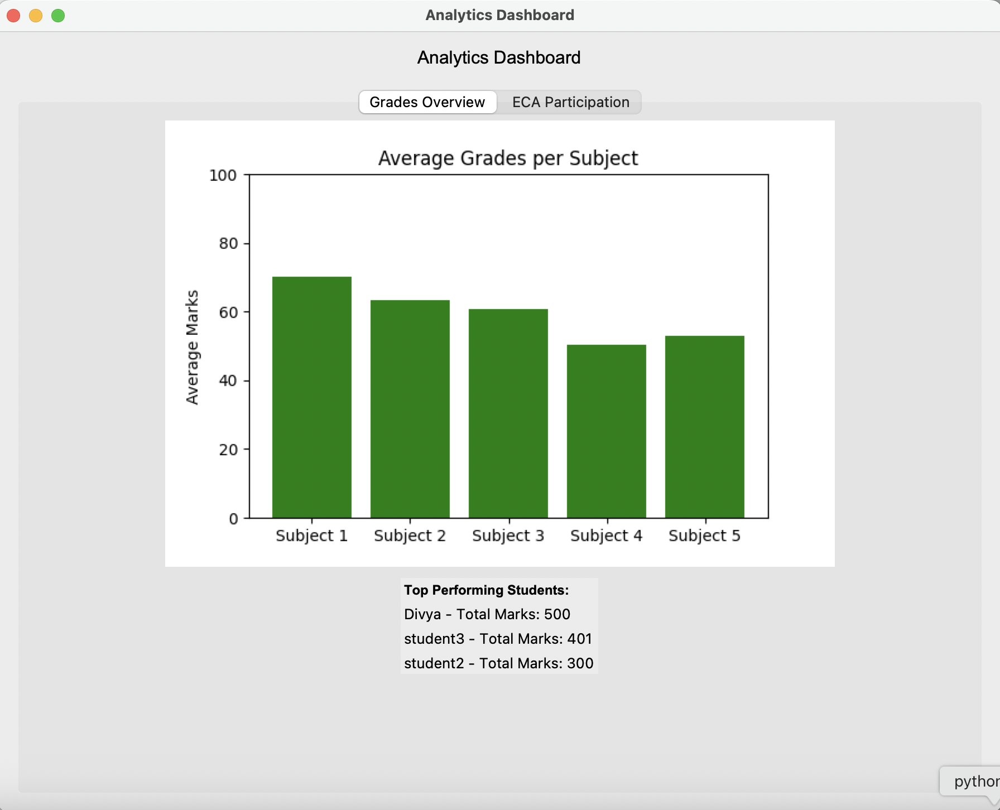 Analytics Dashboard
Analytics Dashboard
Grades Overview ECA Participation
Average Grades per Subject
100
80
60
40
20
0
Average Marks
Subject 1 Subject 2 Subject 3 Subject 4 Subject 5
Top Performing Students:
Divya - Total Marks: 500
student3 - Total Marks: 401
student2 - Total Marks: 300